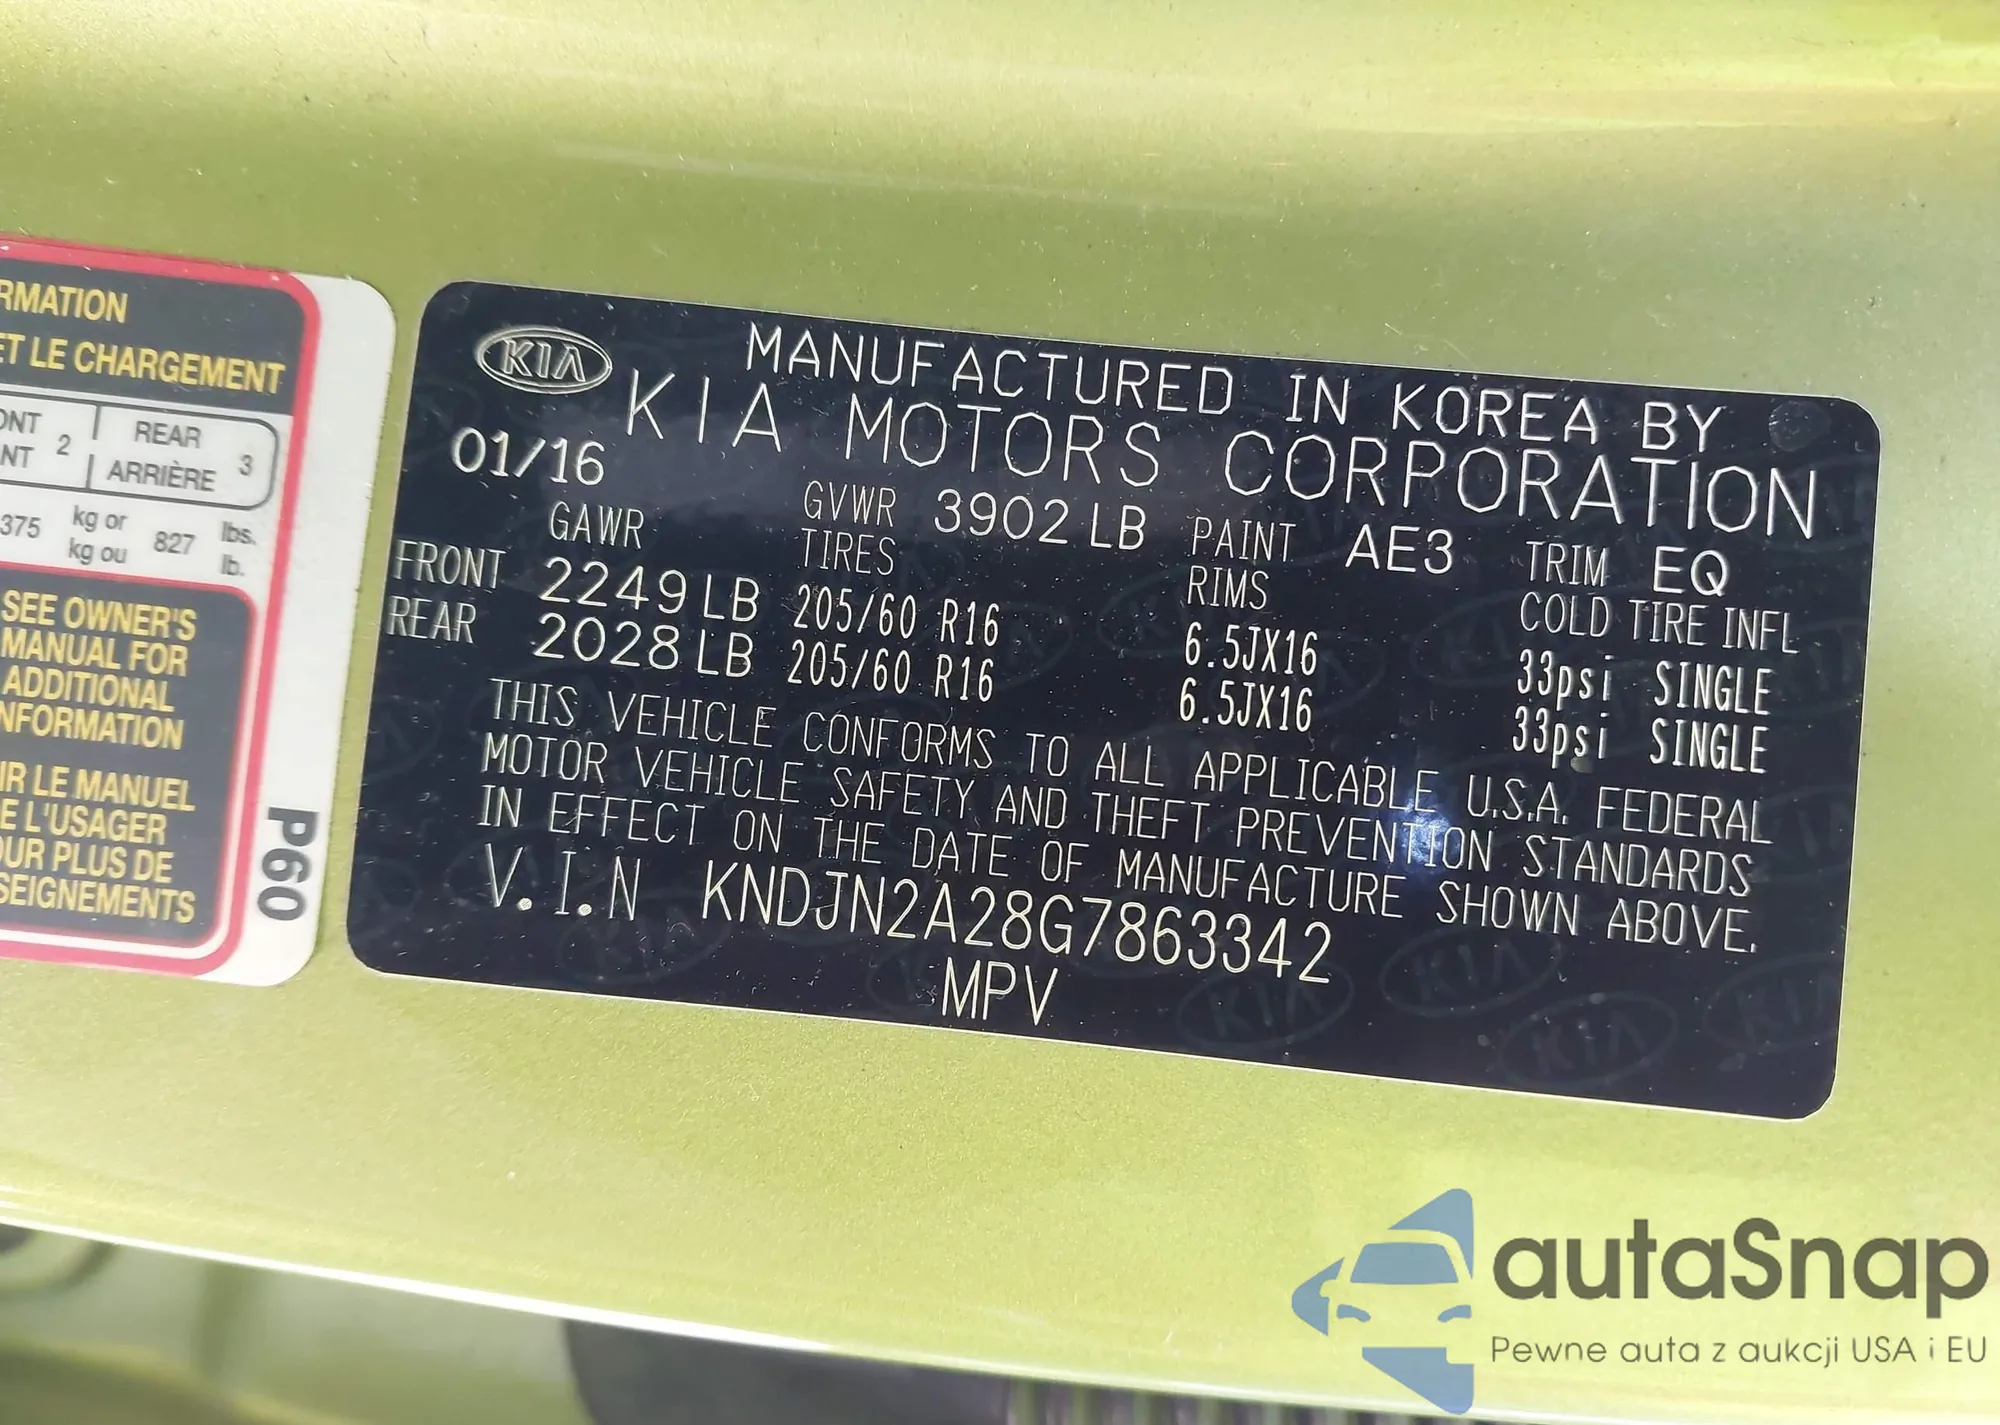 RMATION
ET LE CHARGEMENT
ONT 2 REAR 3
NT ARRIÈRE
375 kg or 827 lbs.
kg ou lb.
SEE OWNER'S
MANUAL FOR
ADDITIONAL
NFORMATION
IR LE MANUEL
E L'USAGER
OUR PLUS DE
SEIGNEMENTS
P60
KIA
MANUFACTURED IN KOREA BY
KIA MOTORS CORPORATION
01/16
GVWR 3902 LB PAINT AE3 TRIM EQ
GAWR TIRES RIMS COLD TIRE INFL
FRONT 2249 LB 205/60 R16 6.5JX16 33psi SINGLE
REAR 2028 LB 205/60 R16 6.5JX16 33psi SINGLE
THIS VEHICLE CONFORMS TO ALL APPLICABLE U.S.A. FEDERAL
MOTOR VEHICLE SAFETY AND THEFT PREVENTION STANDARDS
IN EFFECT ON THE DATE OF MANUFACTURE SHOWN ABOVE.
V.I.N KNDJN2A28G7863342
MPV
autaSnap
Pewne auta z aukcji USA i EU